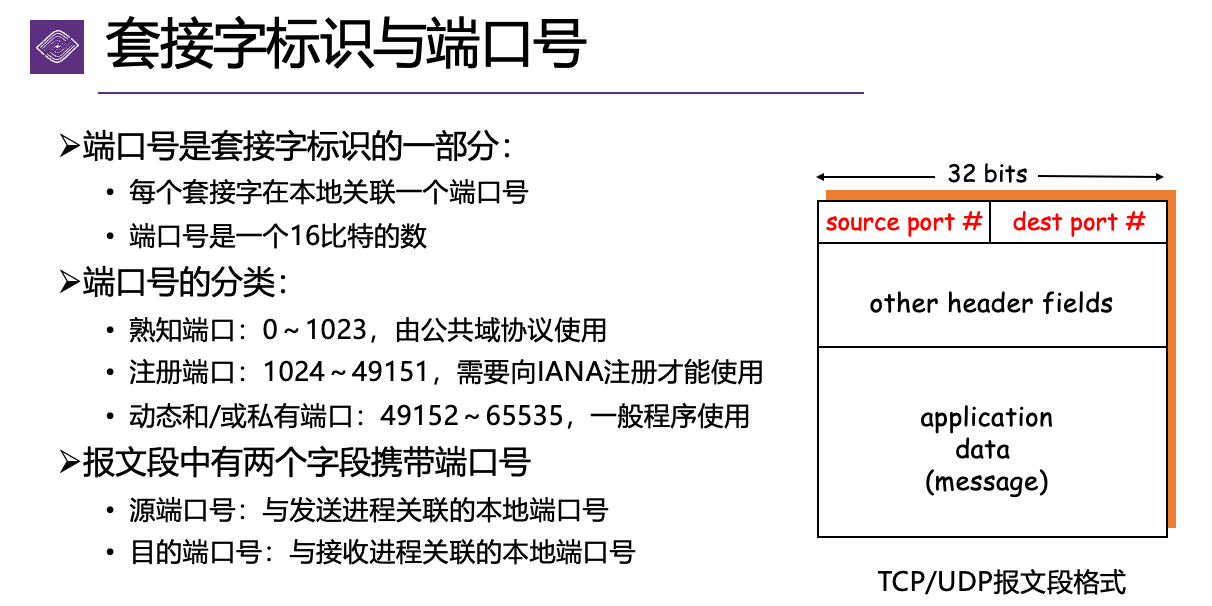 套接字标识与端口号
➢端口号是套接字标识的一部分：
• 每个套接字在本地关联一个端口号
• 端口号是一个16比特的数
➢端口号的分类：
• 熟知端口：0～1023，由公共域协议使用
• 注册端口：1024～49151，需要向IANA注册才能使用
• 动态和/或私有端口：49152～65535，一般程序使用
➢报文段中有两个字段携带端口号
• 源端口号：与发送进程关联的本地端口号
• 目的端口号：与接收进程关联的本地端口号
32 bits
source port # dest port #
other header fields
application
data
(message)
TCP/UDP报文段格式